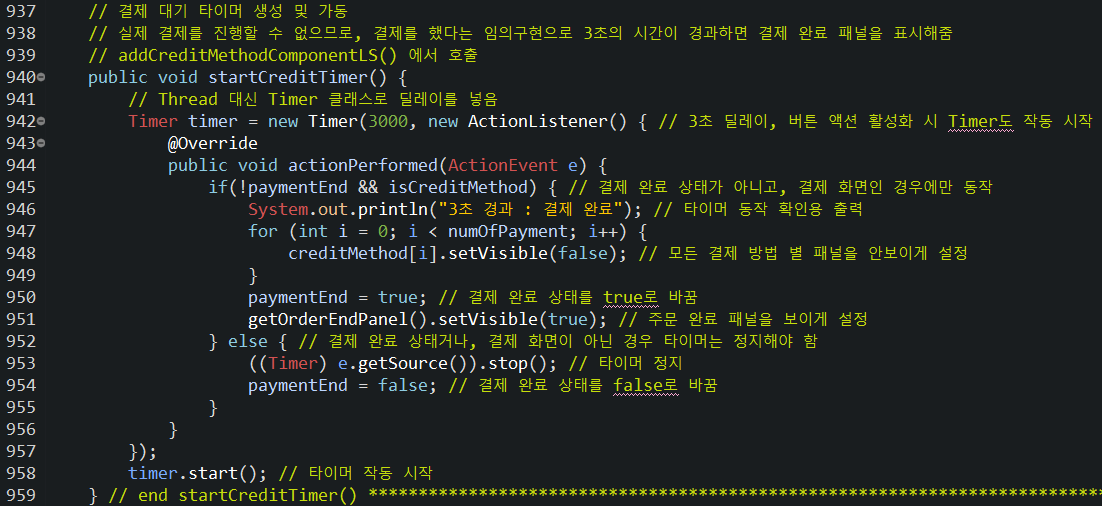 937 // 결제 대기 타이머 생성 및 가동
938 // 실제 결제를 진행할 수 없으므로, 결제를 했다는 임의구현으로 3초의 시간이 경과하면 결제 완료 패널을 표시해줌
939 // addCreditMethodComponentLS() 에서 호출
940 public void startCreditTimer() {
941 // Thread 대신 Timer 클래스로 딜레이를 넣음
942 Timer timer = new Timer(3000, new ActionListener() { // 3초 딜레이, 버튼 액션 활성화 시 Timer도 작동 시작
943 @Override
944 public void actionPerformed(ActionEvent e) {
945 if(!paymentEnd && isCreditMethod) { // 결제 완료 상태가 아니고, 결제 화면인 경우에만 동작
946 System.out.println("3초 경과 : 결제 완료"); // 타이머 동작 확인용 출력
947 for (int i = 0; i < numOfPayment; i++) {
948 creditMethod[i].setVisible(false); // 모든 결제 방법 별 패널을 안보이게 설정
949 }
950 paymentEnd = true; // 결제 완료 상태를 true로 바꿈
951 getOrderEndPanel().setVisible(true); // 주문 완료 패널을 보이게 설정
952 } else { // 결제 완료 상태거나, 결제 화면이 아닌 경우 타이머는 정지해야 함
953 ((Timer) e.getSource()).stop(); // 타이머 정지
954 paymentEnd = false; // 결제 완료 상태를 false로 바꿈
955 }
956 }
957 });
958 timer.start(); // 타이머 작동 시작
959 } // end startCreditTimer() **************************************************************************